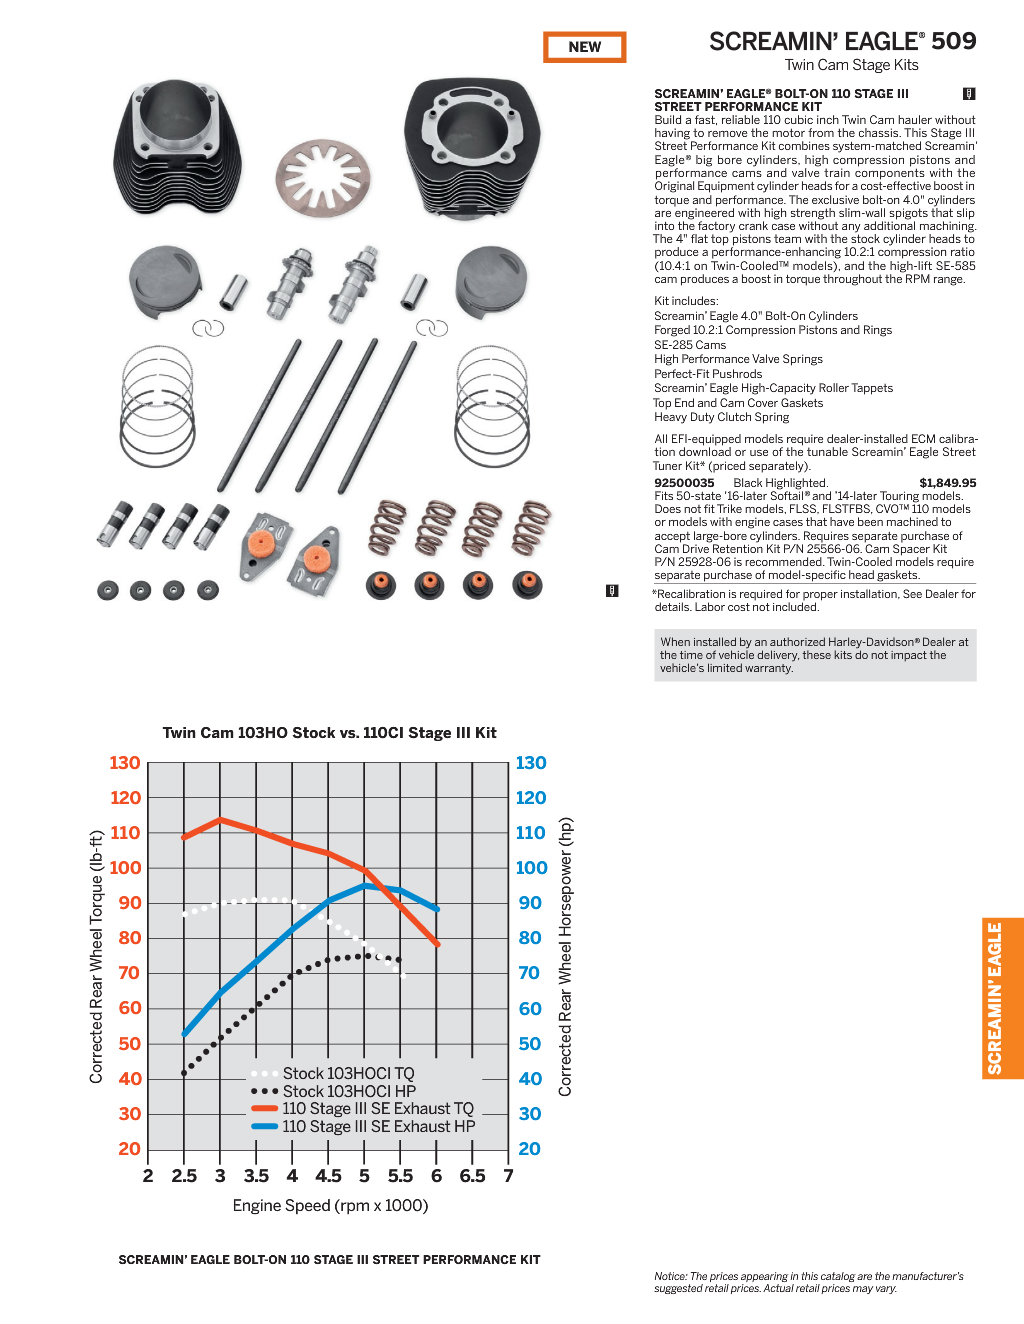 NEW
SCREAMIN’ EAGLE® 509
Twin Cam Stage Kits
SCREAMIN’ EAGLE® BOLT-ON 110 STAGE III
STREET PERFORMANCE KIT
Build a fast, reliable 110 cubic inch Twin Cam hauler without
having to remove the motor from the chassis. This Stage III
Street Performance Kit combines system-matched Screamin’
Eagle® big bore cylinders, high compression pistons and
performance cams and valve train components with the
Original Equipment cylinder heads for a cost-effective boost in
torque and performance. The exclusive bolt-on 4.0" cylinders
are engineered with high strength slim-wall spigots that slip
into the factory crank case without any additional machining.
The 4" flat top pistons team with the stock cylinder heads to
produce a performance-enhancing 10.2:1 compression ratio
(10.4:1 on Twin-Cooled™ models), and the high-lift SE-585
cam produces a boost in torque throughout the RPM range.
Kit includes:
Screamin’ Eagle 4.0" Bolt-On Cylinders
Forged 10.2:1 Compression Pistons and Rings
SE-285 Cams
High Performance Valve Springs
Perfect-Fit Pushrods
Screamin’ Eagle High-Capacity Roller Tappets
Top End and Cam Cover Gaskets
Heavy Duty Clutch Spring
All EFI-equipped models require dealer-installed ECM calibra-
tion download or use of the tunable Screamin’ Eagle Street
Tuner Kit* (priced separately).
92500035 Black Highlighted. $1,849.95
Fits 50-state ’16-later Softail® and ’14-later Touring models.
Does not fit Trike models, FLSS, FLSTFBS, CVO™ 110 models
or models with engine cases that have been machined to
accept large-bore cylinders. Requires separate purchase of
Cam Drive Retention Kit P/N 25566-06. Cam Spacer Kit
P/N 25928-06 is recommended. Twin-Cooled models require
separate purchase of model-specific head gaskets.
*Recalibration is required for proper installation, See Dealer for
details. Labor cost not included.
When installed by an authorized Harley-Davidson® Dealer at
the time of vehicle delivery, these kits do not impact the
vehicle’s limited warranty.
Twin Cam 103HO Stock vs. 110CI Stage III Kit
130 130
120 120
110 110
100 100
90 90
80 80
70 70
60 60
50 50
40 40
30 30
20 20
Corrected Rear Wheel Torque (lb-ft)
Corrected Rear Wheel Horsepower (hp)
Stock 103HOCI TQ
Stock 103HOCI HP
110 Stage III SE Exhaust TQ
110 Stage III SE Exhaust HP
2 2.5 3 3.5 4 4.5 5 5.5 6 6.5 7
Engine Speed (rpm x 1000)
SCREAMIN’ EAGLE BOLT-ON 110 STAGE III STREET PERFORMANCE KIT
SCREAMIN’ EAGLE
Notice: The prices appearing in this catalog are the manufacturer’s
suggested retail prices. Actual retail prices may vary.